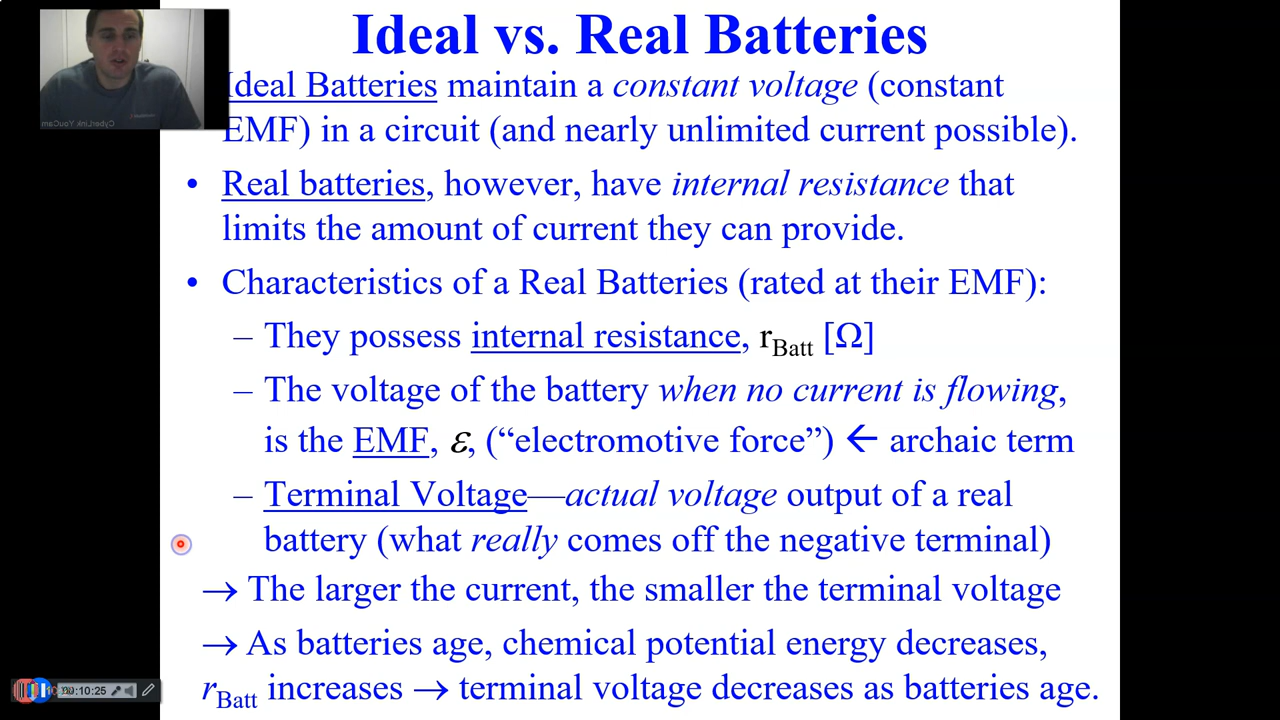 Ideal vs. Real Batteries
Ideal Batteries maintain a constant voltage (constant
EMF) in a circuit (and nearly unlimited current possible).
• Real batteries, however, have internal resistance that
limits the amount of current they can provide.
• Characteristics of a Real Batteries (rated at their EMF):
– They possess internal resistance, rBatt [Ω]
– The voltage of the battery when no current is flowing,
is the EMF, ε, (“electromotive force”) ← archaic term
– Terminal Voltage—actual voltage output of a real
battery (what really comes off the negative terminal)
→ The larger the current, the smaller the terminal voltage
→ As batteries age, chemical potential energy decreases,
rBatt increases → terminal voltage decreases as batteries age.
CyberLink YouCam